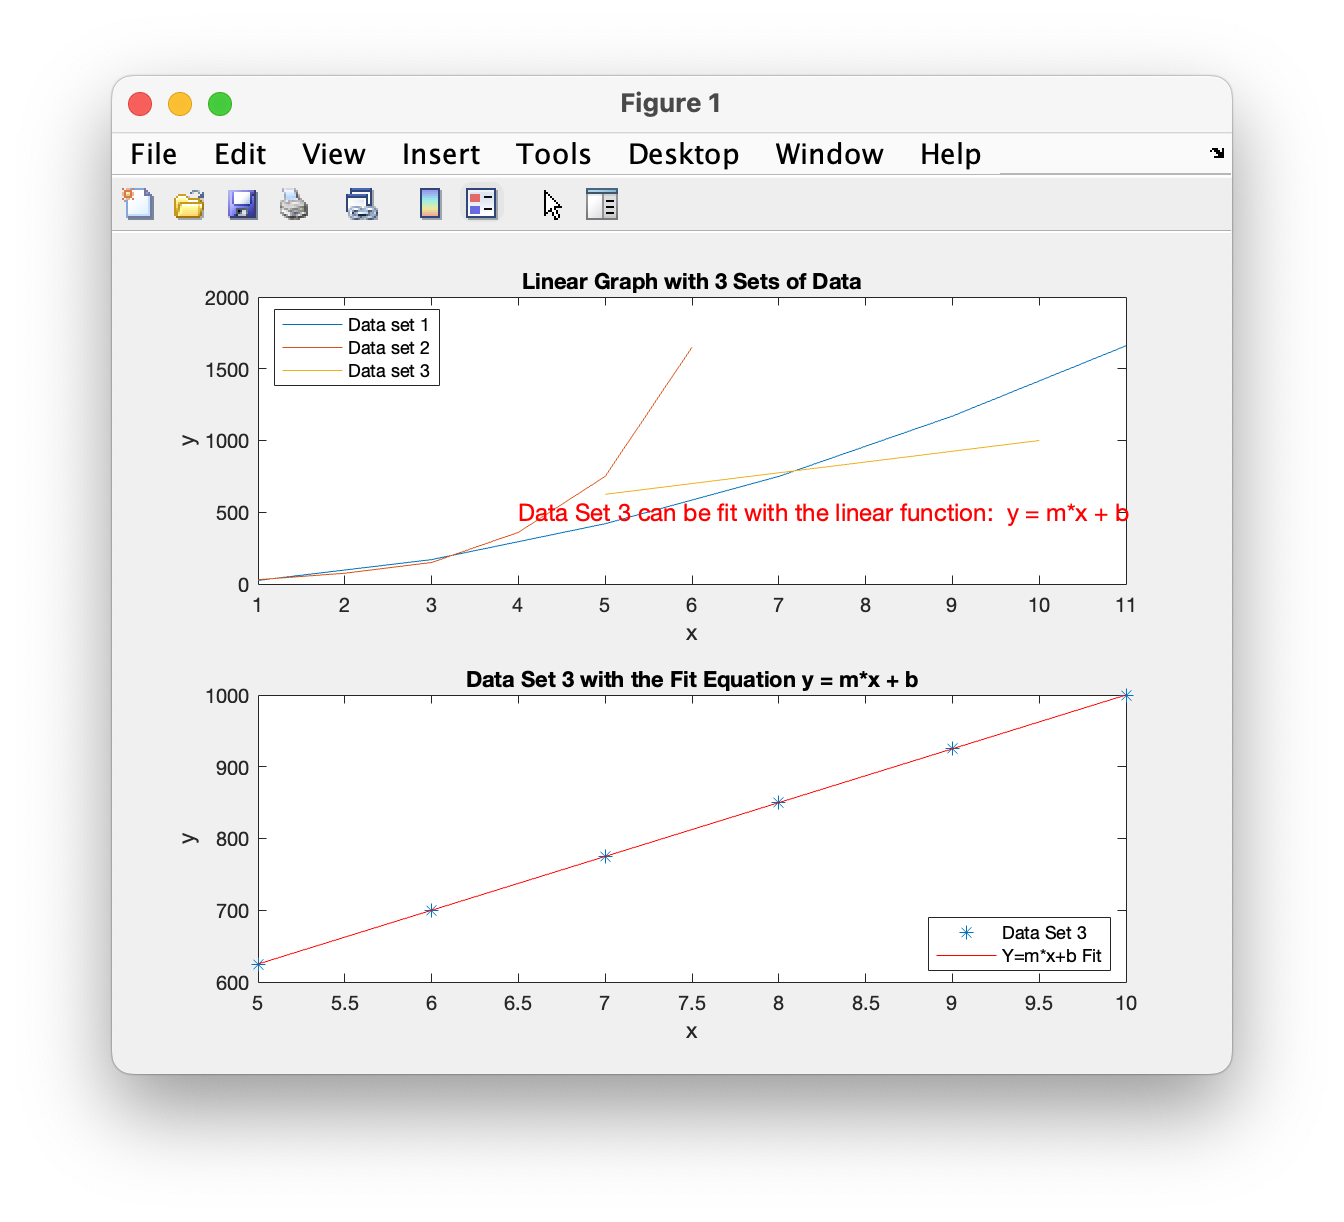 Figure 1
File Edit View Insert Tools Desktop Window Help
Linear Graph with 3 Sets of Data
2000
1500
1000
500
0
y
Data set 1
Data set 2
Data set 3
Data Set 3 can be fit with the linear function:  y = m*x + b
1 2 3 4 5 6 7 8 9 10 11
x
Data Set 3 with the Fit Equation y = m*x + b
1000
900
800
700
600
y
Data Set 3
Y=m*x+b Fit
5 5.5 6 6.5 7 7.5 8 8.5 9 9.5 10
x